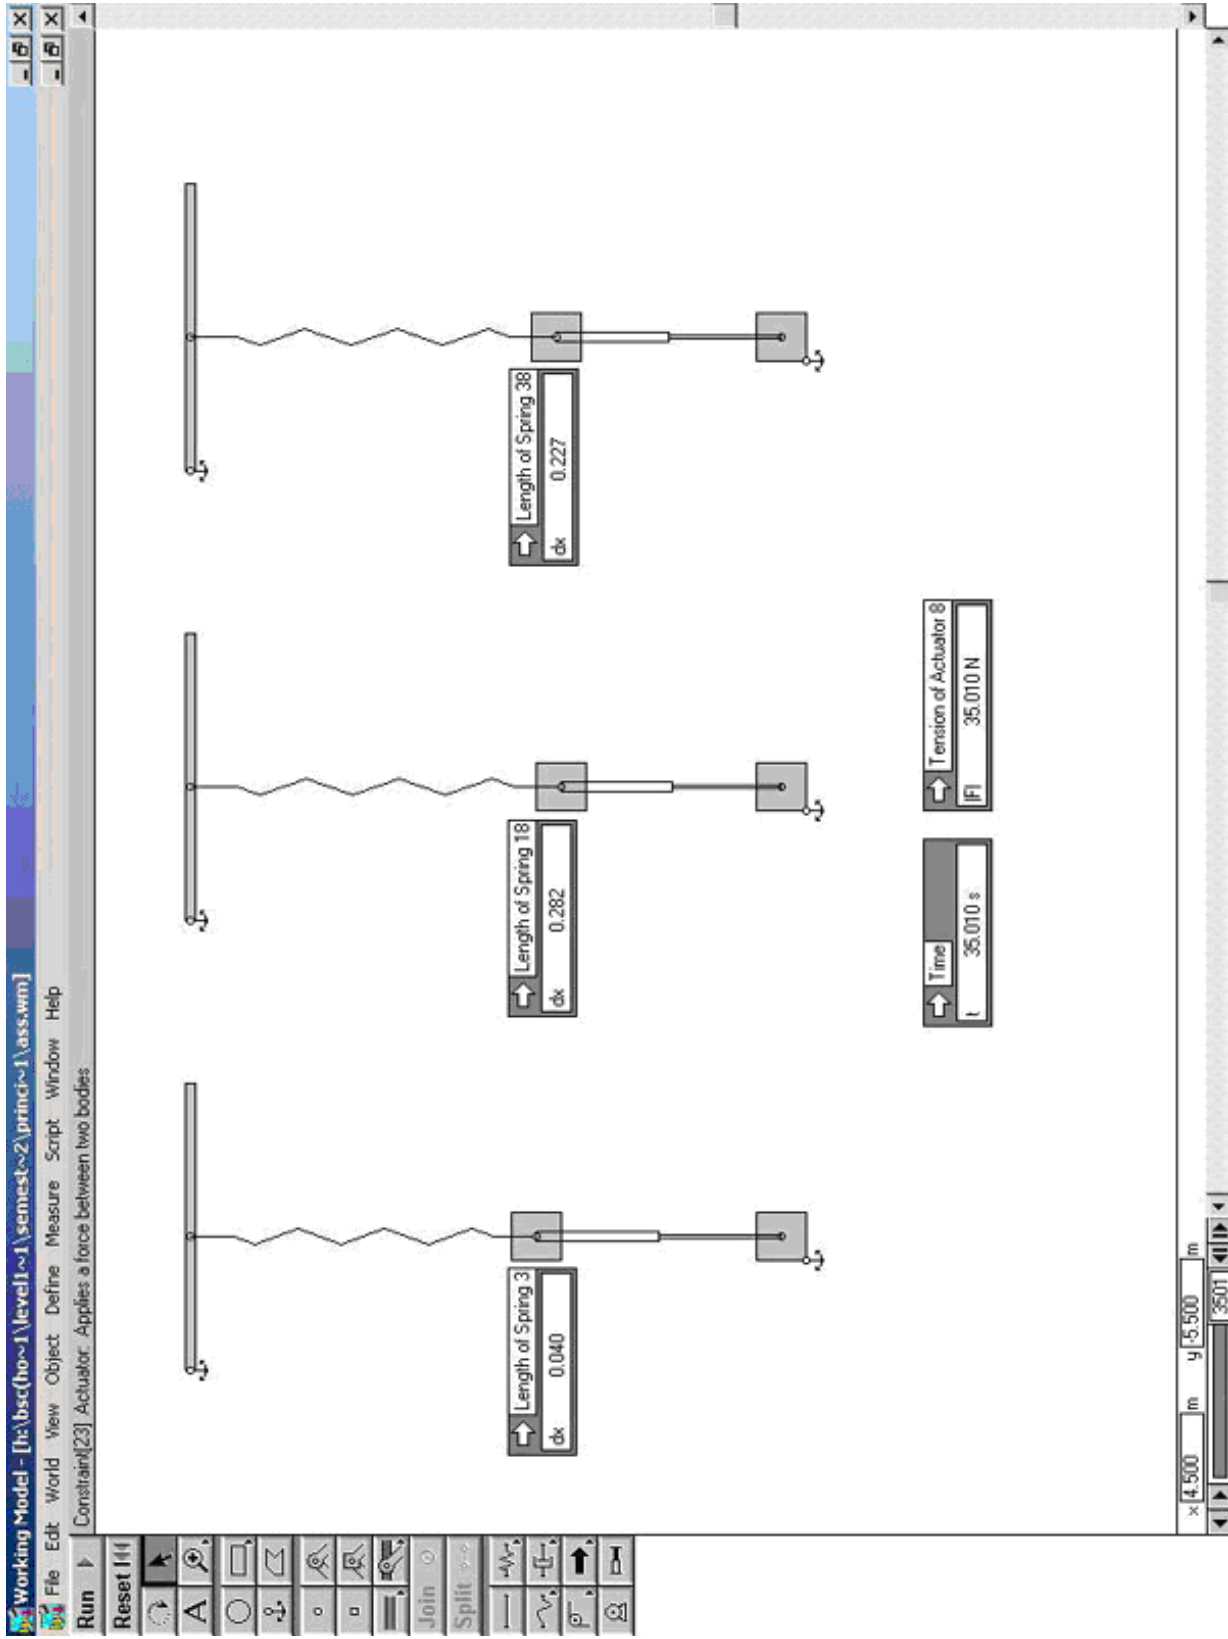 Working Model - [h:\bsc(ho~1\level1~1\semest~2\princi~1\ass.wm]
File Edit World View Object Define Measure Script Window Help
Constraint[23] Actuator: Applies a force between two bodies
Run
Reset
A
Join
Split
Length of Spring 3
dx 0.040
Length of Spring 18
dx 0.282
Length of Spring 38
dx 0.227
Time
t 35.010 s
Tension of Actuator 8
|F| 35.010 N
x 4.500 m y -5.500 m
3501